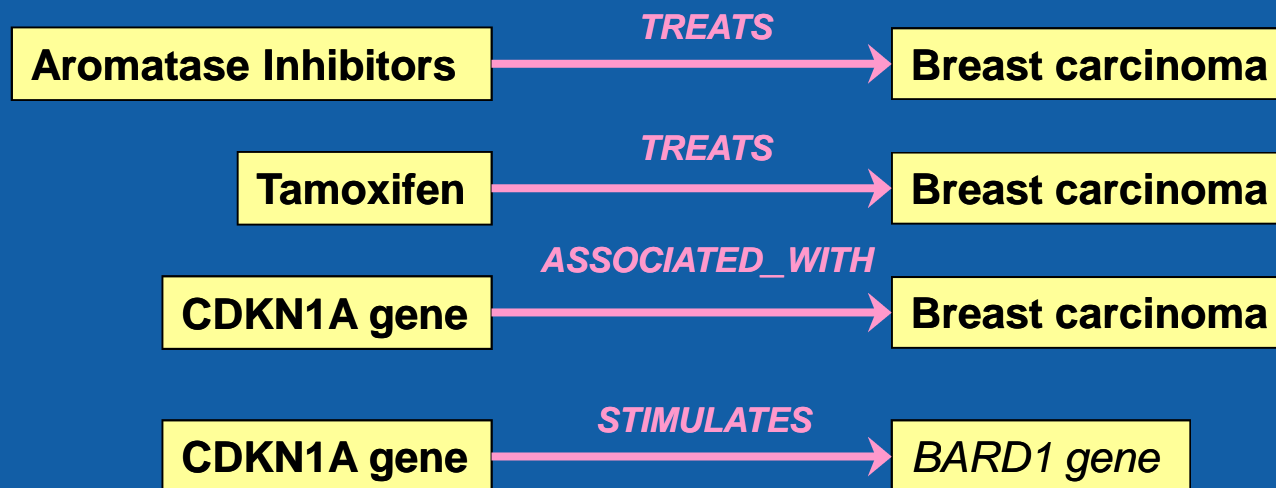 TREATS
Aromatase Inhibitors Breast carcinoma
TREATS
Tamoxifen Breast carcinoma
ASSOCIATED_WITH
CDKN1A gene Breast carcinoma
STIMULATES
CDKN1A gene BARD1 gene